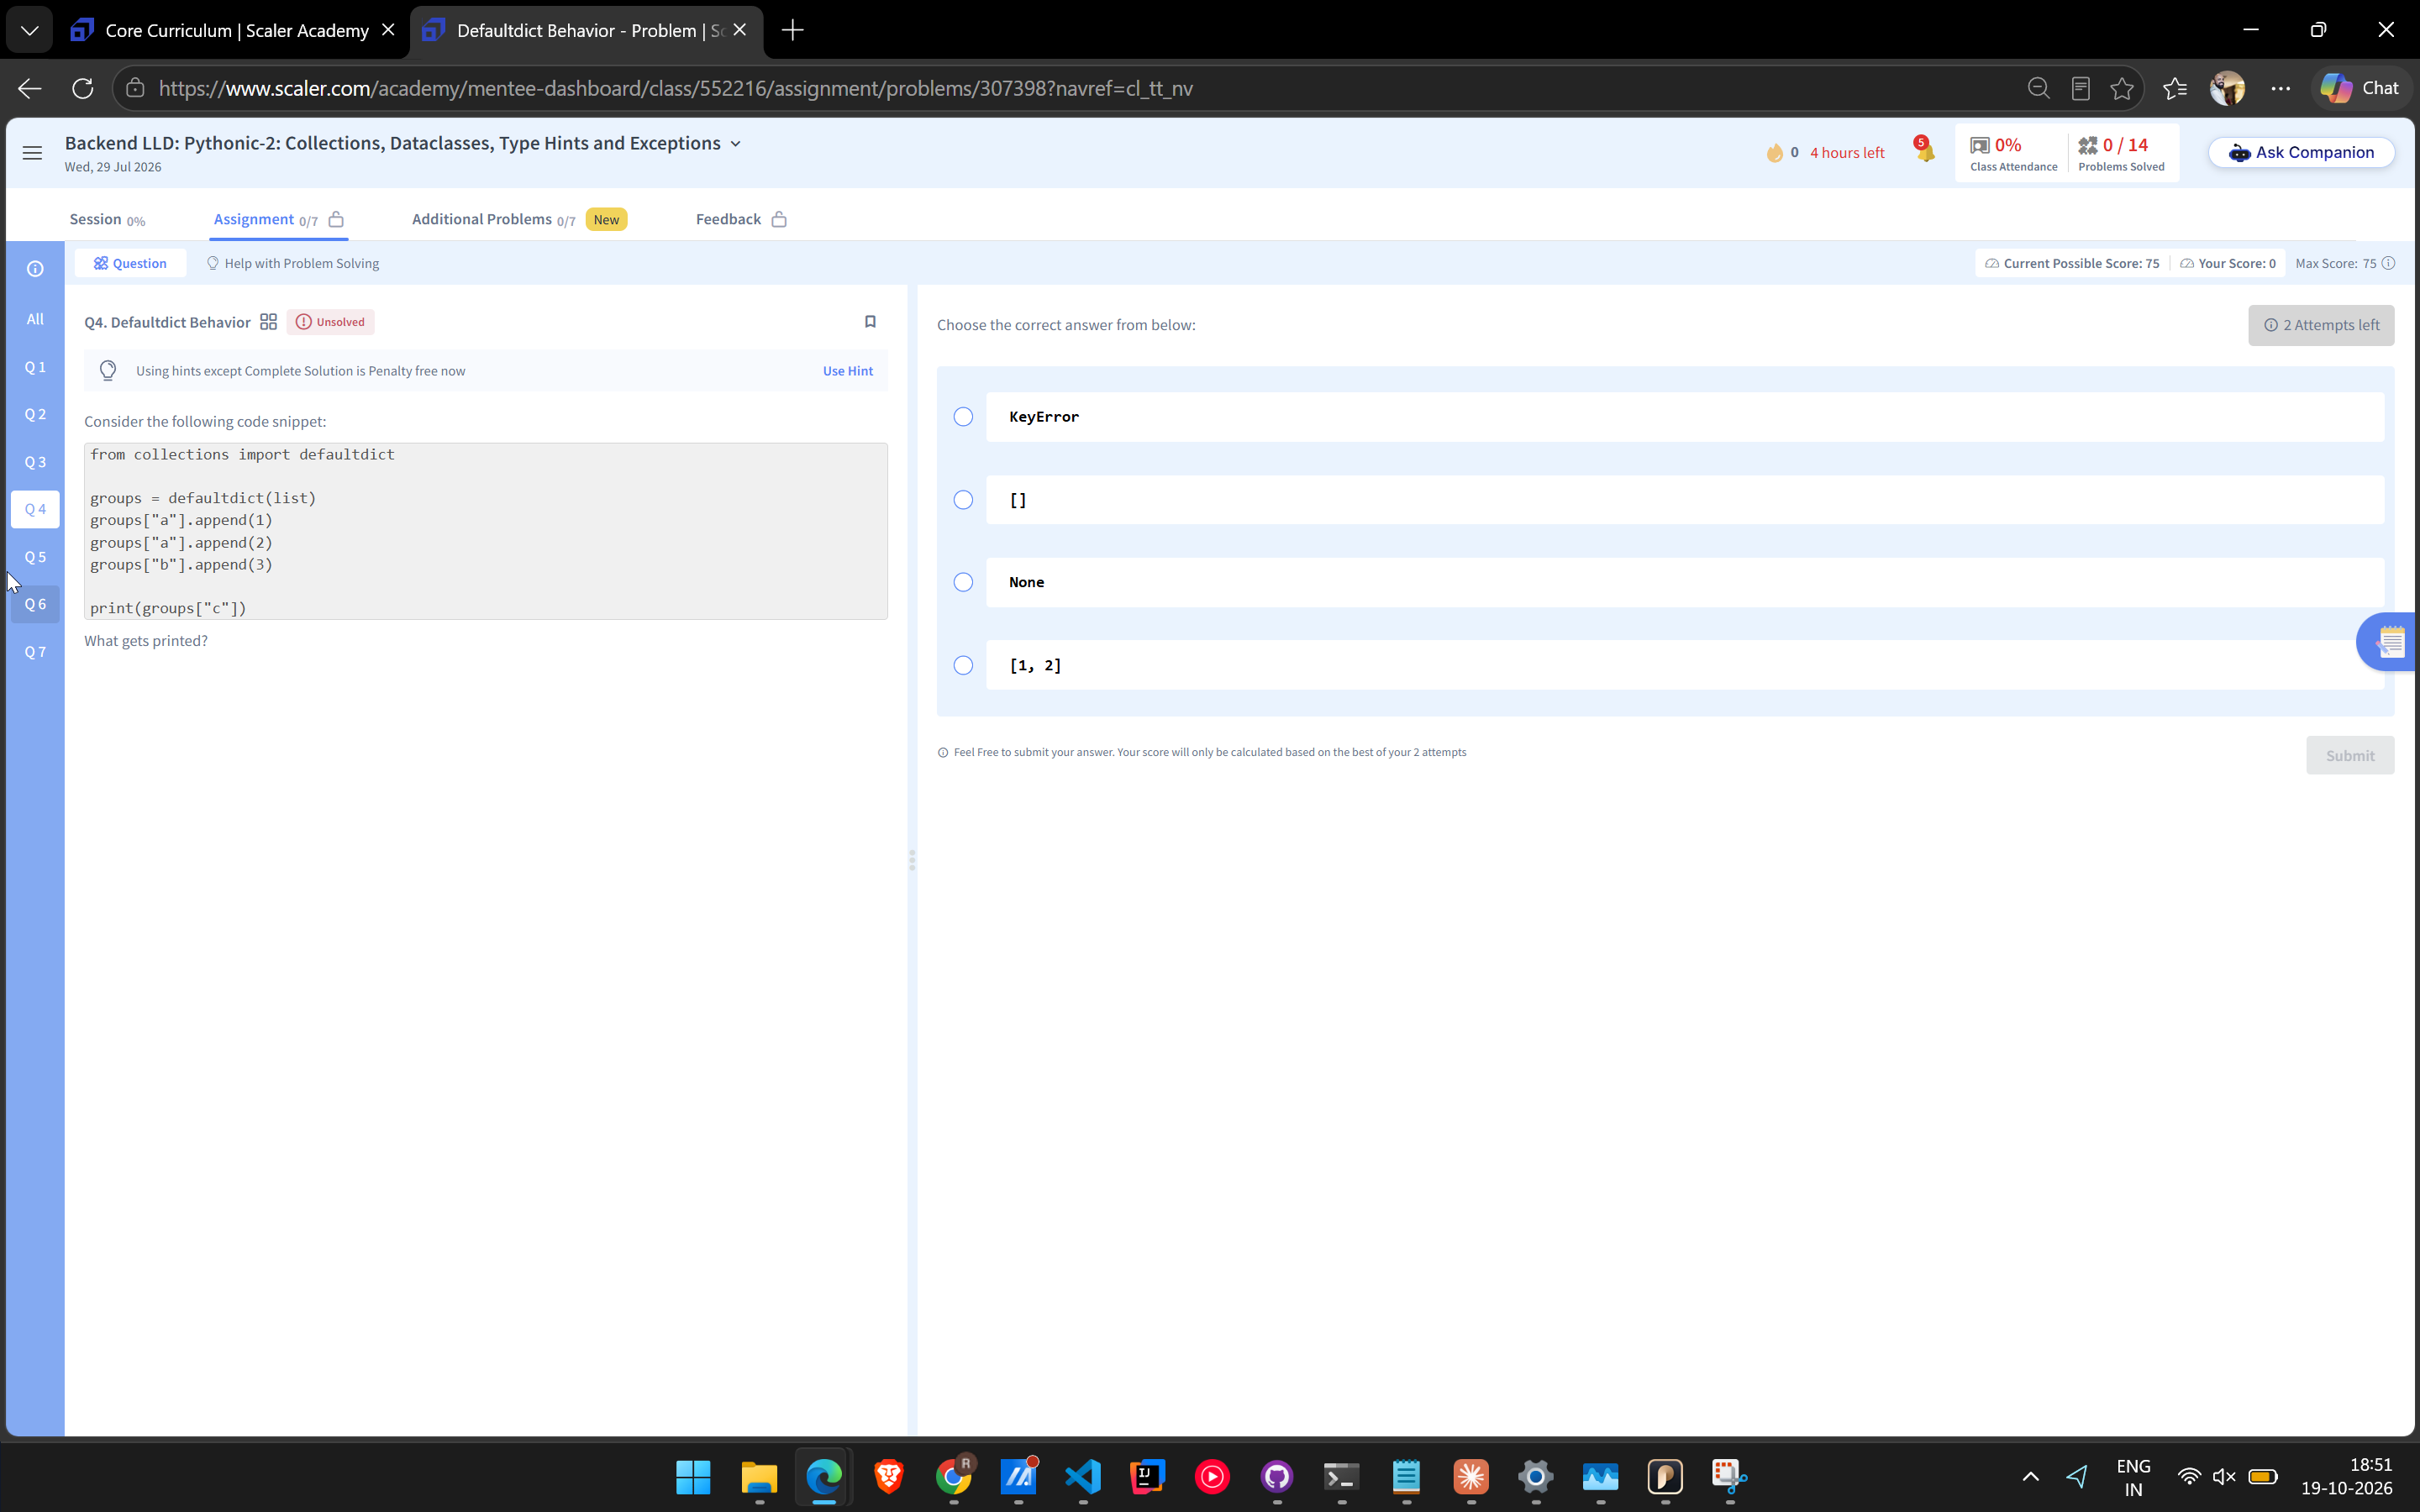 Core Curriculum | Scaler Academy
Defaultdict Behavior - Problem | Sc
https://www.scaler.com/academy/mentee-dashboard/class/552216/assignment/problems/307398?navref=cl_tt_nv
Chat
Backend LLD: Pythonic-2: Collections, Dataclasses, Type Hints and Exceptions
Wed, 29 Jul 2026
0 4 hours left
5
0%
Class Attendance
0 / 14
Problems Solved
Ask Companion
Session 0%
Assignment 0/7
Additional Problems 0/7 New
Feedback
Question
Help with Problem Solving
Current Possible Score: 75
Your Score: 0
Max Score: 75
All
Q 1
Q 2
Q 3
Q 4
Q 5
Q 6
Q 7
Q4. Defaultdict Behavior
Unsolved
Using hints except Complete Solution is Penalty free now
Use Hint
Consider the following code snippet:
from collections import defaultdict
groups = defaultdict(list)
groups["a"].append(1)
groups["a"].append(2)
groups["b"].append(3)
print(groups["c"])
What gets printed?
Choose the correct answer from below:
2 Attempts left
KeyError
[]
None
[1, 2]
Feel Free to submit your answer. Your score will only be calculated based on the best of your 2 attempts
Submit
R
IJ
ENG
IN
18:51
19-10-2026